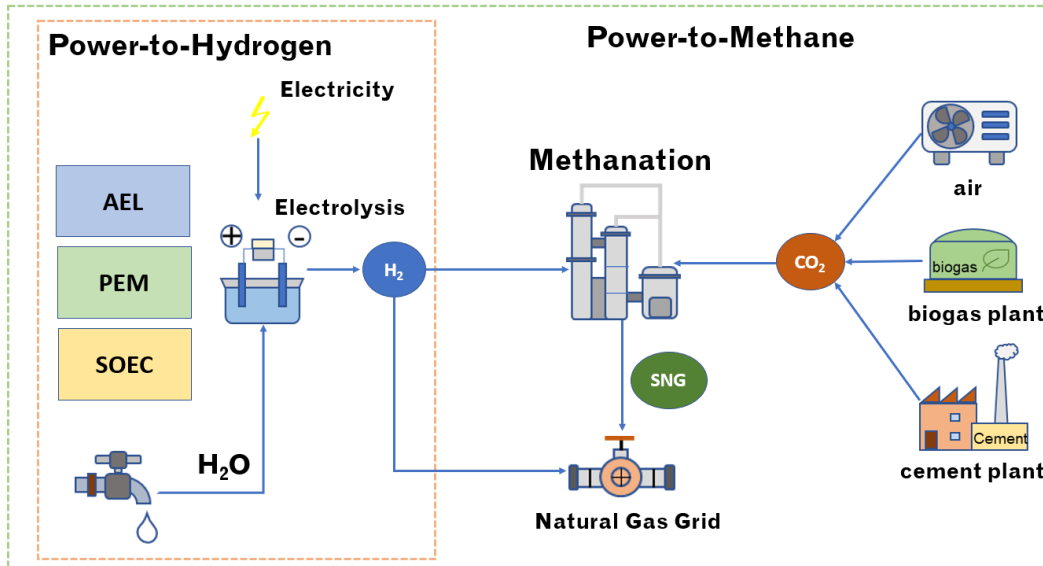 Power-to-Hydrogen
Power-to-Methane
Electricity
AEL
Electrolysis
+
-
PEM
SOEC
H₂
H₂O
Methanation
SNG
Natural Gas Grid
CO₂
air
biogas
biogas plant
Cement
cement plant